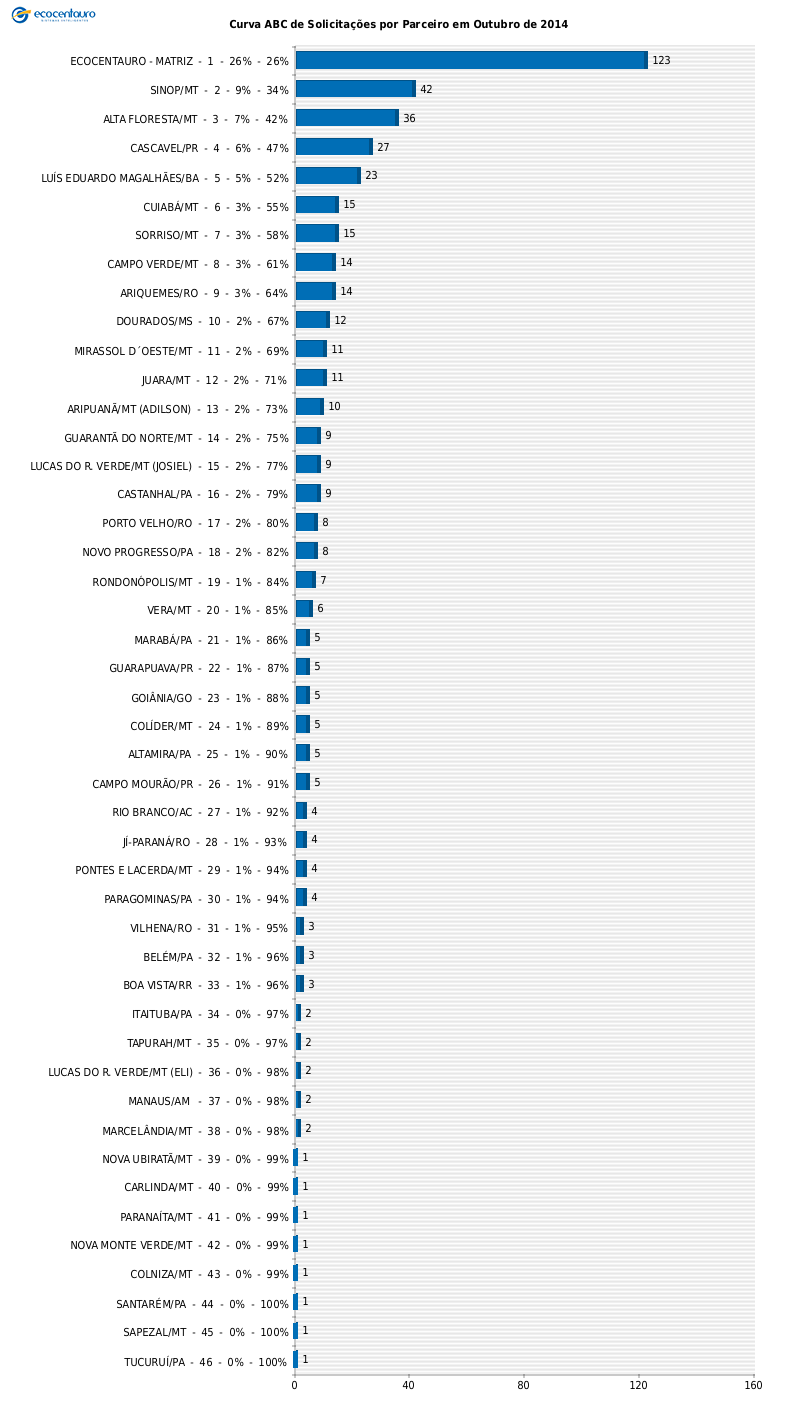 ecocentauro
Curva ABC de Solicitações por Parceiro em Outubro de 2014
ECOCENTAURO - MATRIZ - 1 - 26% - 26% 123
SINOP/MT - 2 - 9% - 34% 42
ALTA FLORESTA/MT - 3 - 7% - 42% 36
CASCAVEL/PR - 4 - 6% - 47% 27
LUÍS EDUARDO MAGALHÃES/BA - 5 - 5% - 52% 23
CUIABÁ/MT - 6 - 3% - 55% 15
SORRISO/MT - 7 - 3% - 58% 15
CAMPO VERDE/MT - 8 - 3% - 61% 14
ARIQUEMES/RO - 9 - 3% - 64% 14
DOURADOS/MS - 10 - 2% - 67% 12
MIRASSOL D´OESTE/MT - 11 - 2% - 69% 11
JUARA/MT - 12 - 2% - 71% 11
ARIPUANÃ/MT (ADILSON) - 13 - 2% - 73% 10
GUARANTÃ DO NORTE/MT - 14 - 2% - 75% 9
LUCAS DO R. VERDE/MT (JOSIEL) - 15 - 2% - 77% 9
CASTANHAL/PA - 16 - 2% - 79% 9
PORTO VELHO/RO - 17 - 2% - 80% 8
NOVO PROGRESSO/PA - 18 - 2% - 82% 8
RONDONÓPOLIS/MT - 19 - 1% - 84% 7
VERA/MT - 20 - 1% - 85% 6
MARABÁ/PA - 21 - 1% - 86% 5
GUARAPUAVA/PR - 22 - 1% - 87% 5
GOIÂNIA/GO - 23 - 1% - 88% 5
COLÍDER/MT - 24 - 1% - 89% 5
ALTAMIRA/PA - 25 - 1% - 90% 5
CAMPO MOURÃO/PR - 26 - 1% - 91% 5
RIO BRANCO/AC - 27 - 1% - 92% 4
JÍ-PARANÁ/RO - 28 - 1% - 93% 4
PONTES E LACERDA/MT - 29 - 1% - 94% 4
PARAGOMINAS/PA - 30 - 1% - 94% 4
VILHENA/RO - 31 - 1% - 95% 3
BELÉM/PA - 32 - 1% - 96% 3
BOA VISTA/RR - 33 - 1% - 96% 3
ITAITUBA/PA - 34 - 0% - 97% 2
TAPURAH/MT - 35 - 0% - 97% 2
LUCAS DO R. VERDE/MT (ELI) - 36 - 0% - 98% 2
MANAUS/AM - 37 - 0% - 98% 2
MARCELÂNDIA/MT - 38 - 0% - 98% 2
NOVA UBIRATÃ/MT - 39 - 0% - 99% 1
CARLINDA/MT - 40 - 0% - 99% 1
PARANAÍTA/MT - 41 - 0% - 99% 1
NOVA MONTE VERDE/MT - 42 - 0% - 99% 1
COLNIZA/MT - 43 - 0% - 99% 1
SANTARÉM/PA - 44 - 0% - 100% 1
SAPEZAL/MT - 45 - 0% - 100% 1
TUCURUÍ/PA - 46 - 0% - 100% 1
0 40 80 120 160